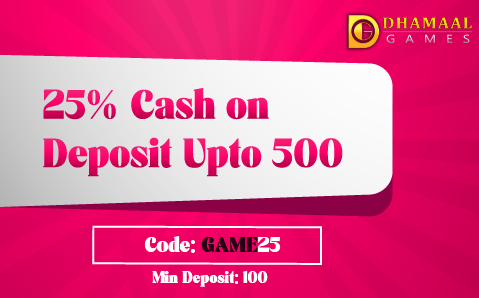 DHAMAAL
GAMES
25% Cash on
Deposit Upto 500
Code: GAME25
Min Deposit: 100